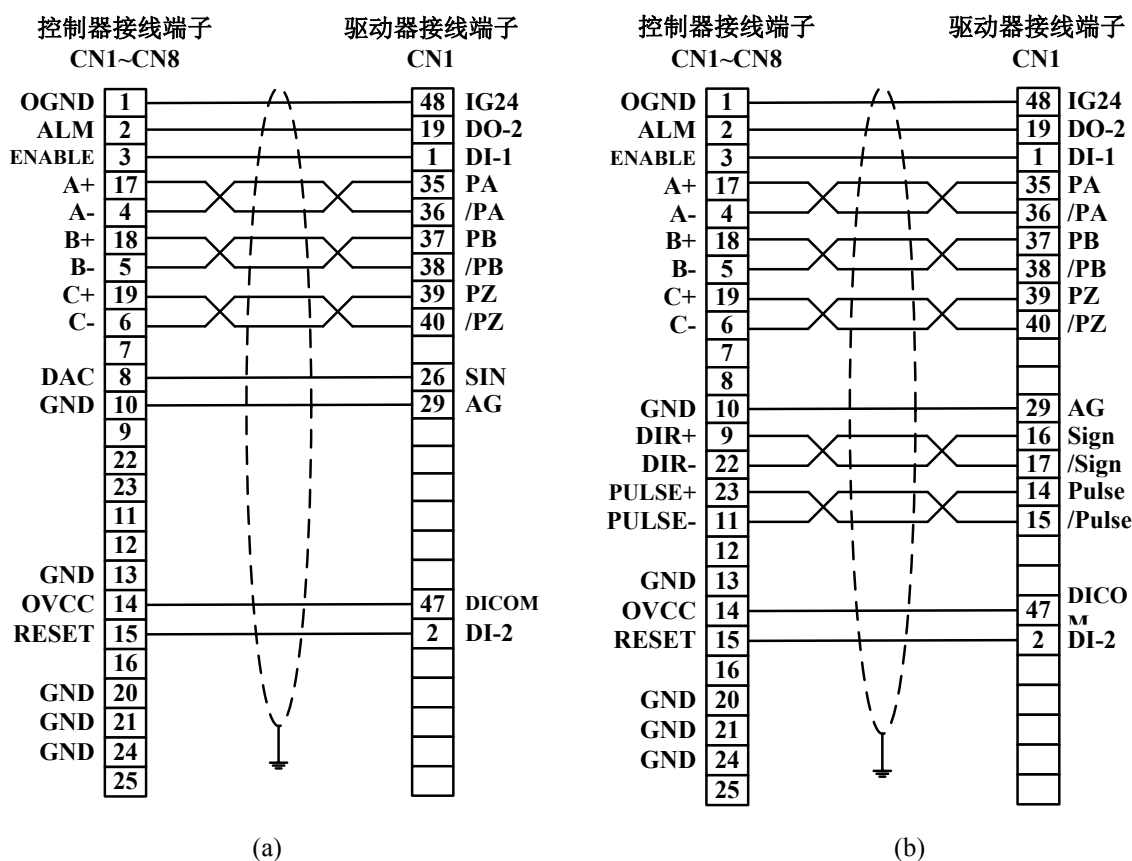 控制器接线端子 驱动器接线端子
CN1~CN8 CN1
OGND 1 48 IG24
ALM 2 19 DO-2
ENABLE 3 1 DI-1
A+ 17 35 PA
A- 4 36 /PA
B+ 18 37 PB
B- 5 38 /PB
C+ 19 39 PZ
C- 6 40 /PZ
7
DAC 8 26 SIN
GND 10 29 AG
9
22
23
11
12
GND 13
OVCC 14 47 DICOM
RESET 15 2 DI-2
16
GND 20
GND 21
GND 24
25
(a)
控制器接线端子 驱动器接线端子
CN1~CN8 CN1
OGND 1 48 IG24
ALM 2 19 DO-2
ENABLE 3 1 DI-1
A+ 17 35 PA
A- 4 36 /PA
B+ 18 37 PB
B- 5 38 /PB
C+ 19 39 PZ
C- 6 40 /PZ
7
8
GND 10 29 AG
DIR+ 9 16 Sign
DIR- 22 17 /Sign
PULSE+ 23 14 Pulse
PULSE- 11 15 /Pulse
12
GND 13
OVCC 14 47 DICO
M
RESET 15 2 DI-2
16
GND 20
GND 21
GND 24
25
(b)